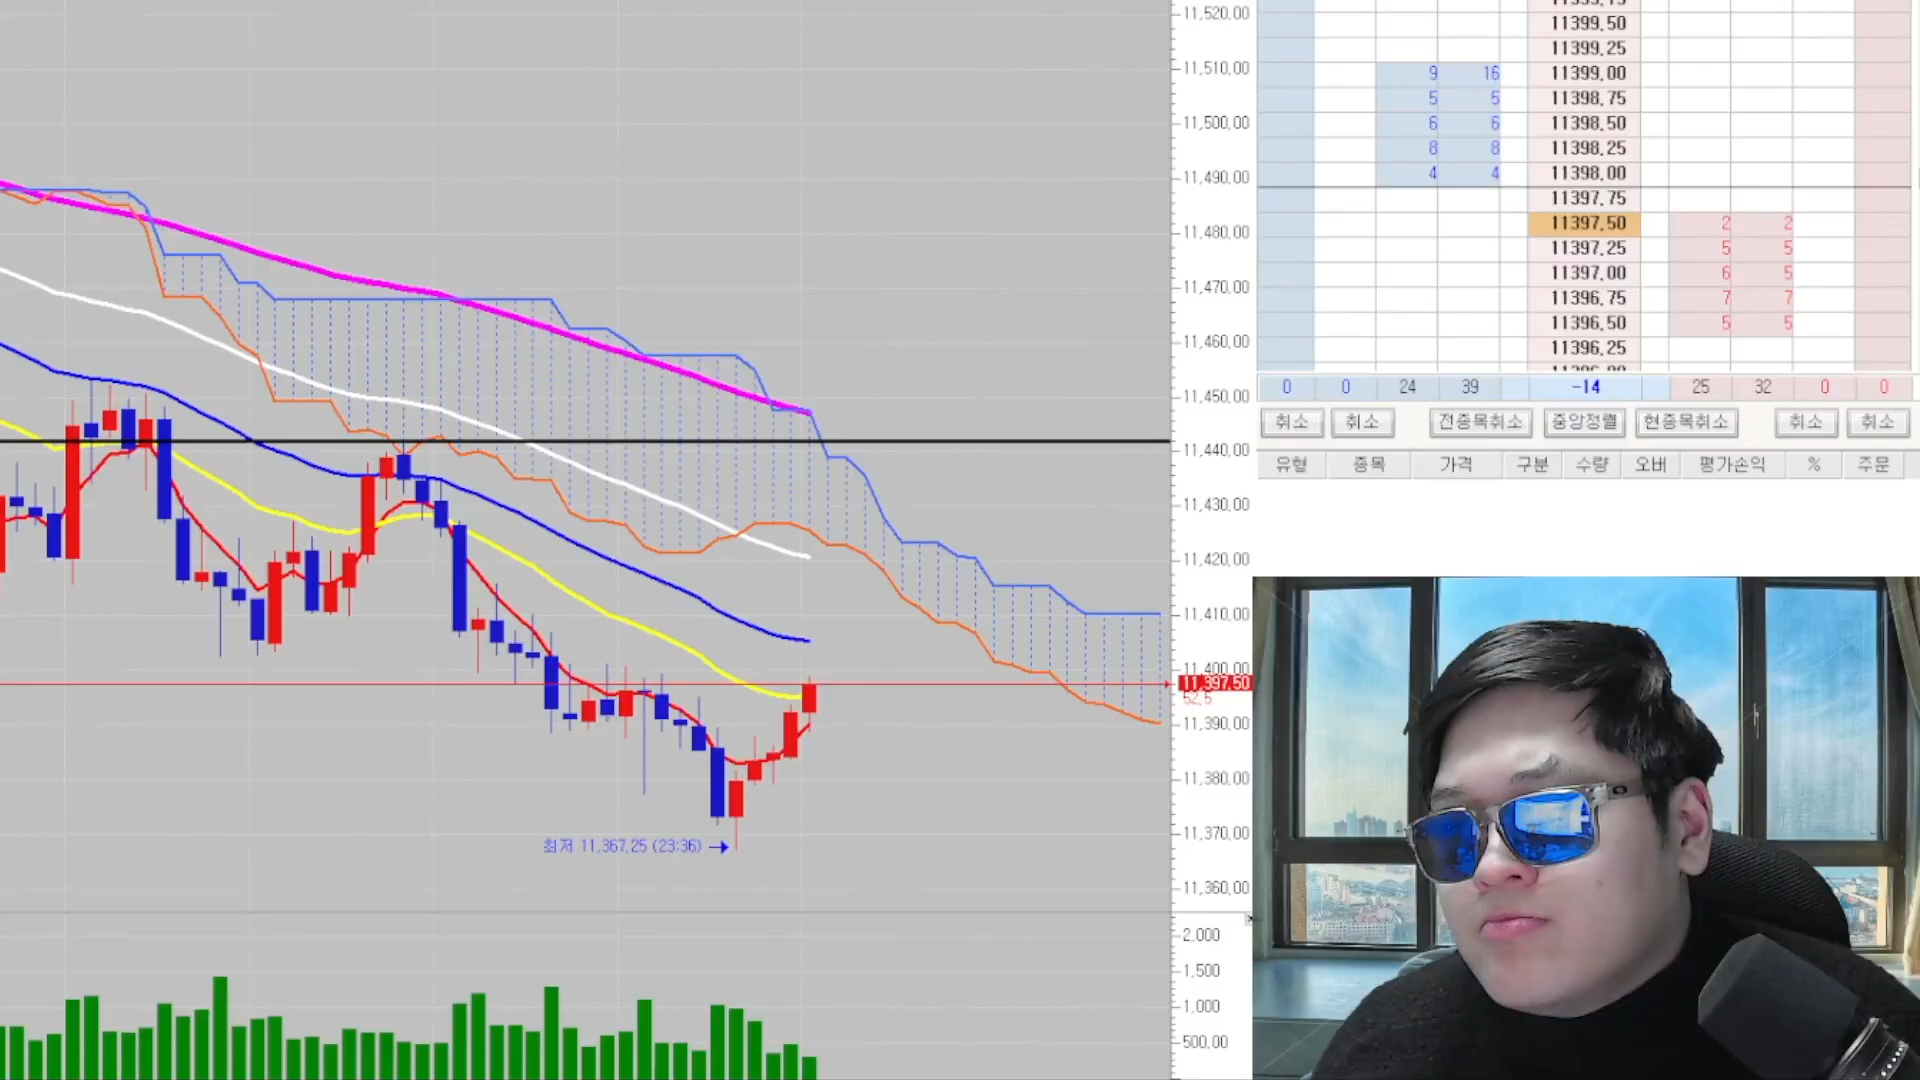 11,520.00
11,510.00
11,500.00
11,490.00
11,480.00
11,470.00
11,460.00
11,450.00
11,440.00
11,430.00
11,420.00
11,410.00
11,400.00
11,397.50
52.5
11,390.00
11,380.00
11,370.00
11,360.00
최저 11,367.25 (23:36)
2,000
1,500
1,000
500.00
11399.50
11399.25
9 16 11399.00
5 5 11398.75
6 6 11398.50
8 8 11398.25
4 4 11398.00
11397.75
11397.50 2 2
11397.25 5 5
11397.00 6 5
11396.75 7 7
11396.50 5 5
11396.25
0 0 24 39 -14 25 32 0 0
취소 취소 전종목취소 중앙정렬 현종목취소 취소 취소
유형 종목 가격 구분 수량 오버 평가손익 % 주문